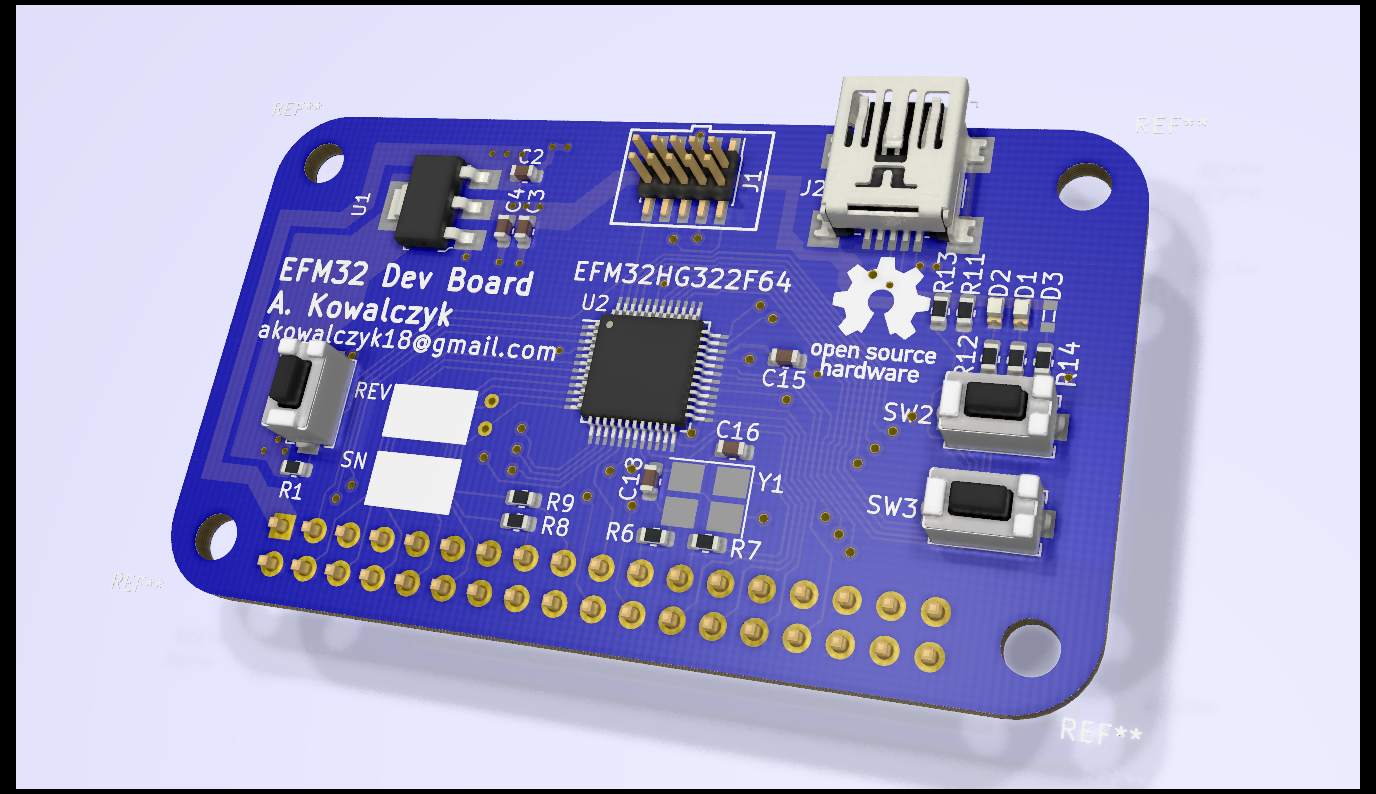 REF**
REF**
C2
U1
C4
C3
J1
J2
EFM32 Dev Board
A. Kowalczyk
akowalczyk18@gmail.com
EFM32HG322F64
U2
R13
R11
D2
D1
D3
open source
hardware
C15
R12
R14
REV
SW2
C16
SN
C18
Y1
R1
SW3
R9
R8
R6
R7
REF**
REF**